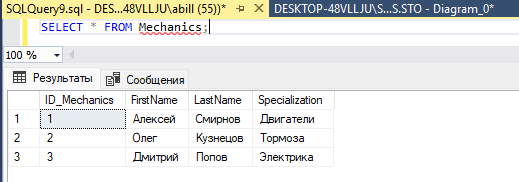 SQLQuery9.sql - DES...48VLLJU\abill (55))* DESKTOP-48VLLJU\S...S.STO - Diagram_0*
SELECT * FROM Mechanics;
100 %
Результаты Сообщения
ID_Mechanics FirstName LastName Specialization
1 1 Алексей Смирнов Двигатели
2 2 Олег Кузнецов Тормоза
3 3 Дмитрий Попов Электрика